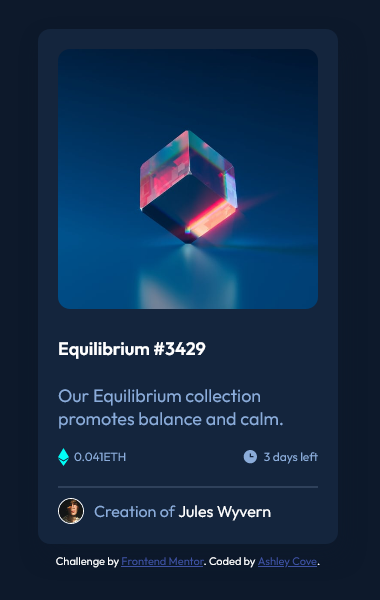 Equilibrium #3429
Our Equilibrium collection
promotes balance and calm.
0.041ETH 3 days left
Creation of Jules Wyvern
Challenge by Frontend Mentor. Coded by Ashley Cove.